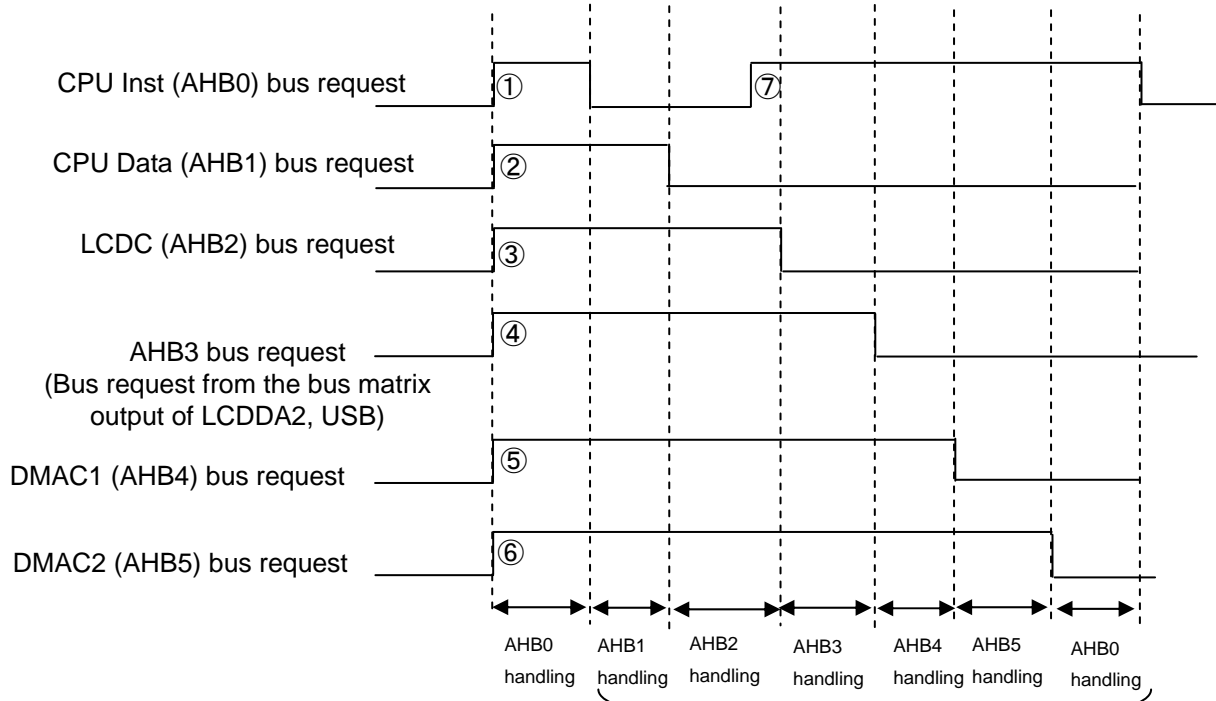 CPU Inst (AHB0) bus request
①
⑦
CPU Data (AHB1) bus request
②
LCDC (AHB2) bus request
③
AHB3 bus request
(Bus request from the bus matrix
output of LCDDA2, USB)
④
DMAC1 (AHB4) bus request
⑤
DMAC2 (AHB5) bus request
⑥
AHB0
handling
AHB1
handling
AHB2
handling
AHB3
handling
AHB4
handling
AHB5
handling
AHB0
handling